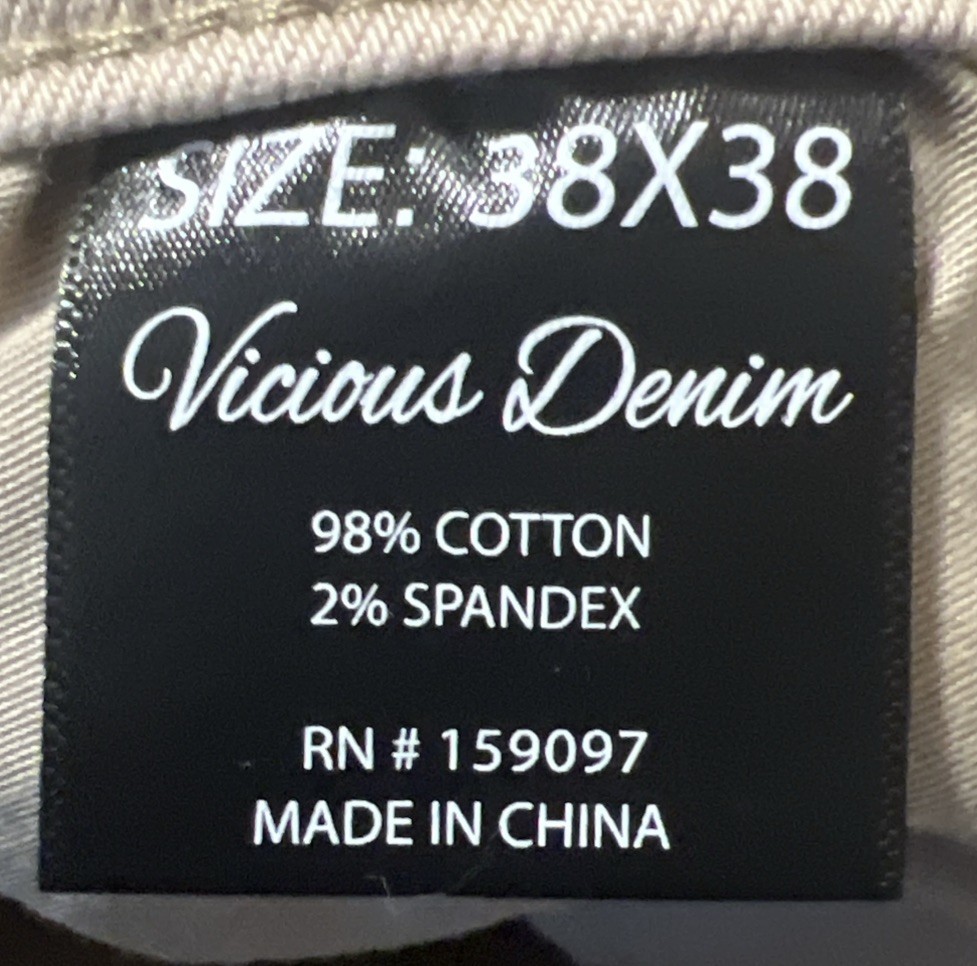 SIZE: 38X38
Vicious Denim
98% COTTON
2% SPANDEX
RN # 159097
MADE IN CHINA